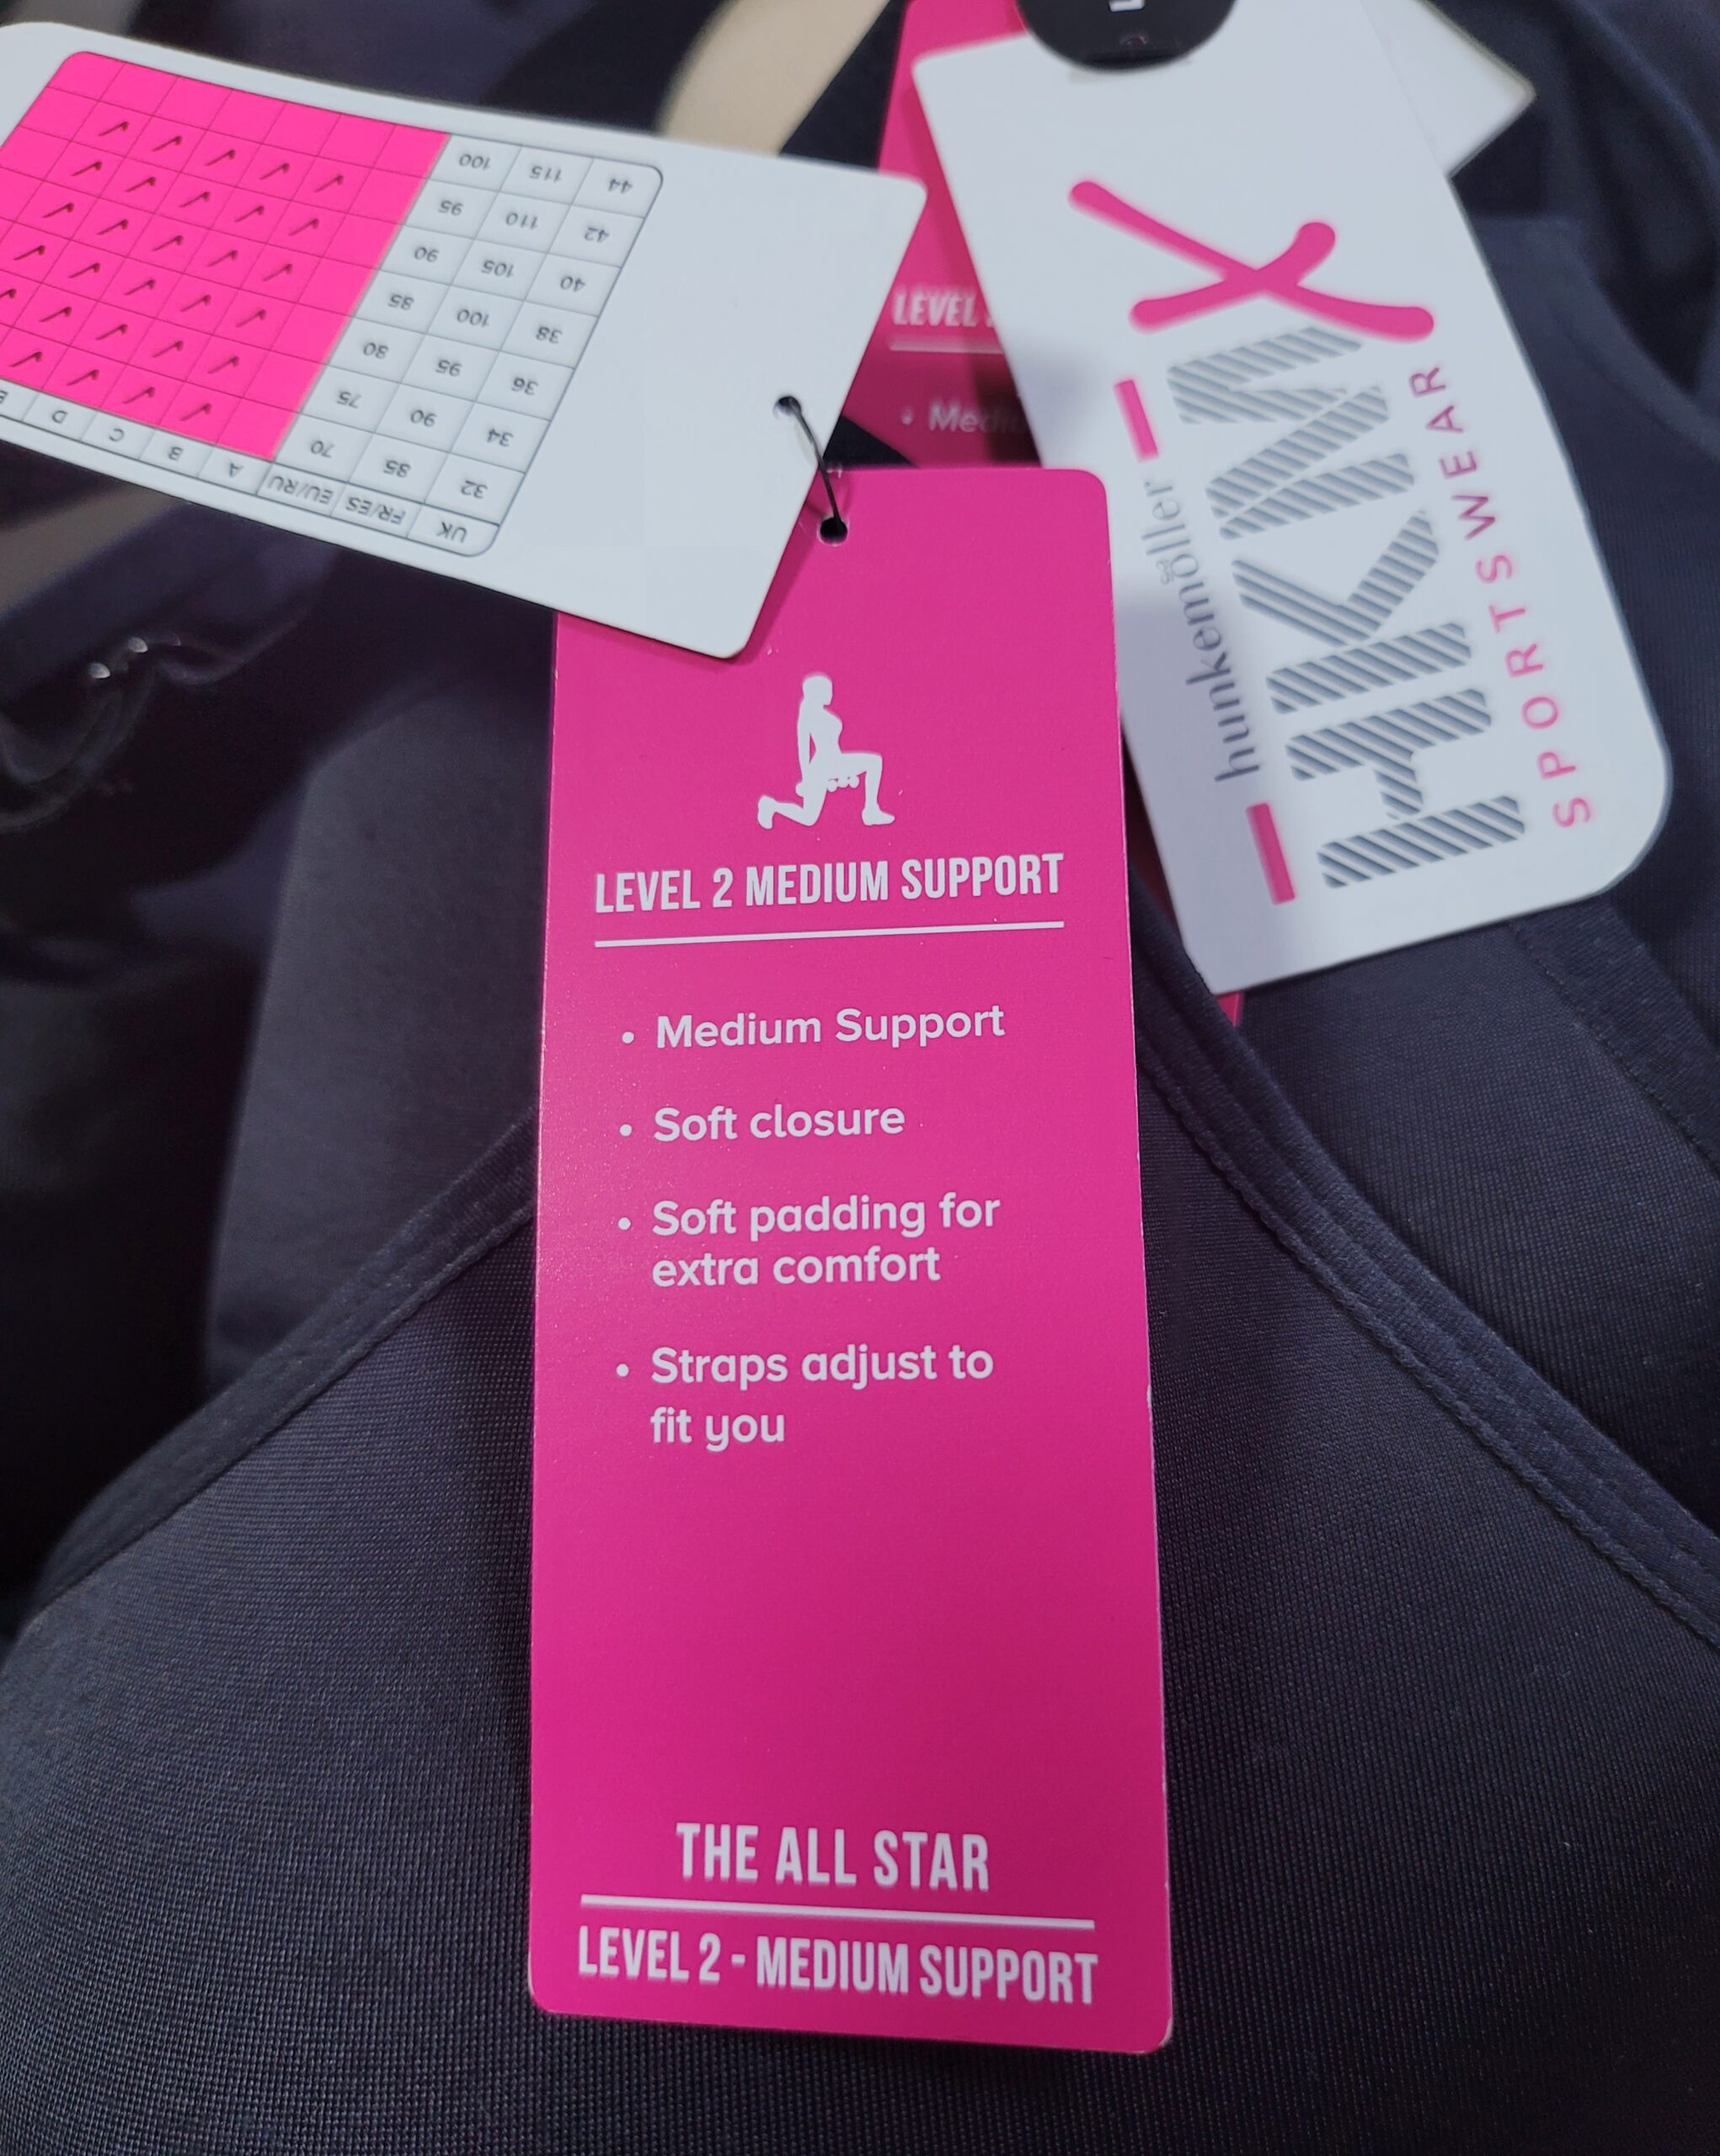 UK 32 34 36 38 40 42 44
FR/ES 85 90 95 100 105 110 115
EU/RU 70 75 80 85 90 95 100
A
B
C
D
LEVEL
• Medium
hunkemöller
HKMX
SPORTSWEAR
LEVEL 2 MEDIUM SUPPORT
• Medium Support
• Soft closure
• Soft padding for
extra comfort
• Straps adjust to
fit you
THE ALL STAR
LEVEL 2 - MEDIUM SUPPORT